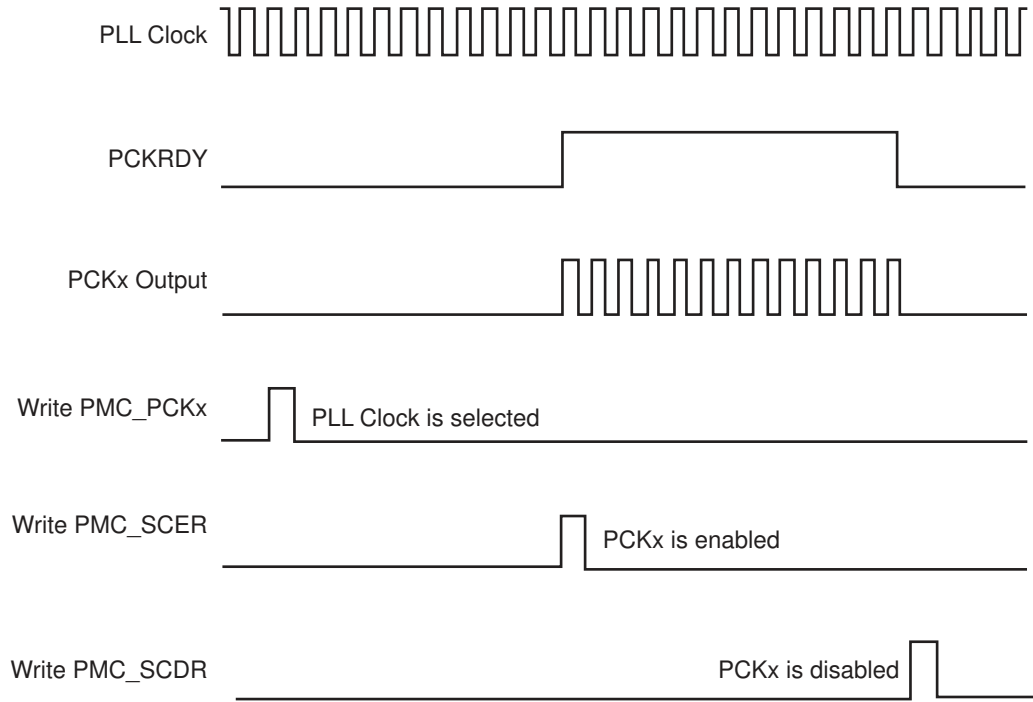 PLL Clock
PCKRDY
PCKx Output
Write PMC_PCKx
PLL Clock is selected
Write PMC_SCER
PCKx is enabled
Write PMC_SCDR
PCKx is disabled